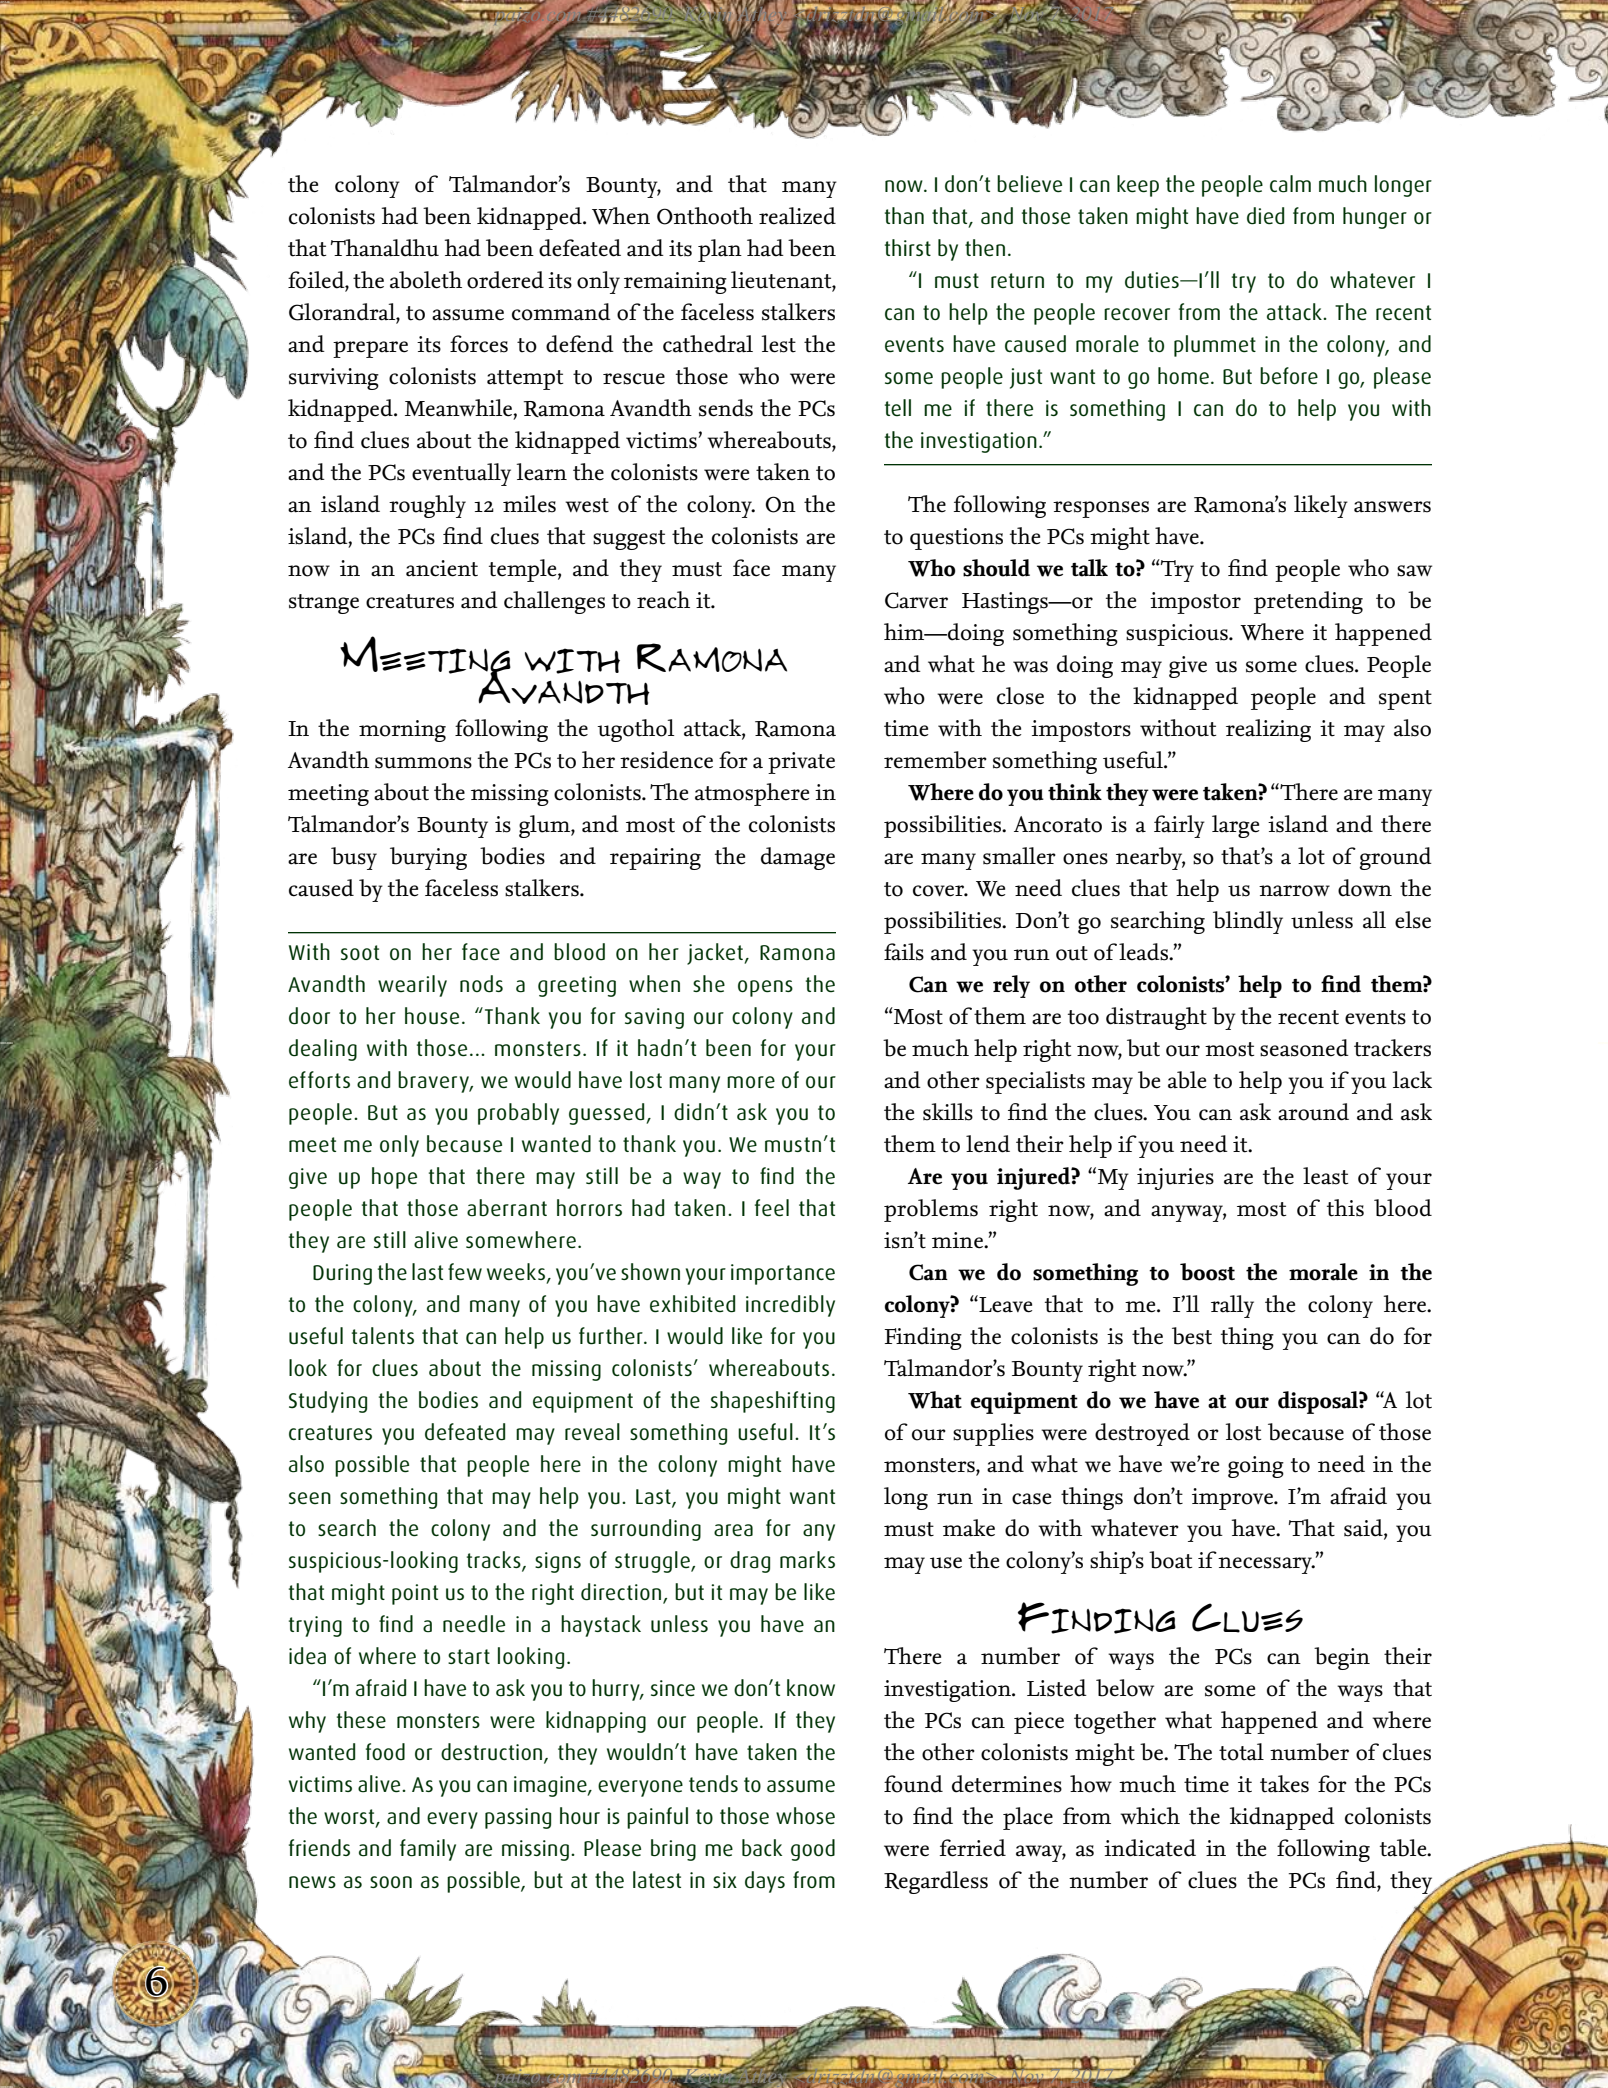 the colony of Talmandor’s Bounty, and that many
colonists had been kidnapped. When Onthooth realized
that Thanaldhu had been defeated and its plan had been
foiled, the aboleth ordered its only remaining lieutenant,
Glorandral, to assume command of the faceless stalkers
and prepare its forces to defend the cathedral lest the
surviving colonists attempt to rescue those who were
kidnapped. Meanwhile, Ramona Avandth sends the PCs
to find clues about the kidnapped victims’ whereabouts,
and the PCs eventually learn the colonists were taken to
an island roughly 12 miles west of the colony. On the
island, the PCs find clues that suggest the colonists are
now in an ancient temple, and they must face many
strange creatures and challenges to reach it.
Meeting with Ramona
Avandth
In the morning following the ugothol attack, Ramona
Avandth summons the PCs to her residence for a private
meeting about the missing colonists. The atmosphere in
Talmandor’s Bounty is glum, and most of the colonists
are busy burying bodies and repairing the damage
caused by the faceless stalkers.
With soot on her face and blood on her jacket, Ramona
Avandth wearily nods a greeting when she opens the
door to her house. “Thank you for saving our colony and
dealing with those... monsters. If it hadn’t been for your
efforts and bravery, we would have lost many more of our
people. But as you probably guessed, I didn’t ask you to
meet me only because I wanted to thank you. We mustn’t
give up hope that there may still be a way to find the
people that those aberrant horrors had taken. I feel that
they are still alive somewhere.
During the last few weeks, you’ve shown your importance
to the colony, and many of you have exhibited incredibly
useful talents that can help us further. I would like for you
look for clues about the missing colonists’ whereabouts.
Studying the bodies and equipment of the shapeshifting
creatures you defeated may reveal something useful. It’s
also possible that people here in the colony might have
seen something that may help you. Last, you might want
to search the colony and the surrounding area for any
suspicious-looking tracks, signs of struggle, or drag marks
that might point us to the right direction, but it may be like
trying to find a needle in a haystack unless you have an
idea of where to start looking.
“I’m afraid I have to ask you to hurry, since we don’t know
why these monsters were kidnapping our people. If they
wanted food or destruction, they wouldn’t have taken the
victims alive. As you can imagine, everyone tends to assume
the worst, and every passing hour is painful to those whose
friends and family are missing. Please bring me back good
news as soon as possible, but at the latest in six days from
now. I don’t believe I can keep the people calm much longer
than that, and those taken might have died from hunger or
thirst by then.
“I must return to my duties—I’ll try to do whatever I
can to help the people recover from the attack. The recent
events have caused morale to plummet in the colony, and
some people just want to go home. But before I go, please
tell me if there is something I can do to help you with
the investigation.”
The following responses are Ramona’s likely answers
to questions the PCs might have.
Who should we talk to? “Try to find people who saw
Carver Hastings—or the impostor pretending to be
him—doing something suspicious. Where it happened
and what he was doing may give us some clues. People
who were close to the kidnapped people and spent
time with the impostors without realizing it may also
remember something useful.”
Where do you think they were taken? “There are many
possibilities. Ancorato is a fairly large island and there
are many smaller ones nearby, so that’s a lot of ground
to cover. We need clues that help us narrow down the
possibilities. Don’t go searching blindly unless all else
fails and you run out of leads.”
Can we rely on other colonists’ help to find them?
“Most of them are too distraught by the recent events to
be much help right now, but our most seasoned trackers
and other specialists may be able to help you if you lack
the skills to find the clues. You can ask around and ask
them to lend their help if you need it.
Are you injured? “My injuries are the least of your
problems right now, and anyway, most of this blood
isn’t mine.”
Can we do something to boost the morale in the
colony? “Leave that to me. I’ll rally the colony here.
Finding the colonists is the best thing you can do for
Talmandor’s Bounty right now.”
What equipment do we have at our disposal? “A lot
of our supplies were destroyed or lost because of those
monsters, and what we have we’re going to need in the
long run in case things don’t improve. I’m afraid you
must make do with whatever you have. That said, you
may use the colony’s ship’s boat if necessary.”
Finding Clues
There a number of ways the PCs can begin their
investigation. Listed below are some of the ways that
the PCs can piece together what happened and where
the other colonists might be. The total number of clues
found determines how much time it takes for the PCs
to find the place from which the kidnapped colonists
were ferried away, as indicated in the following table.
Regardless of the number of clues the PCs find, they
6